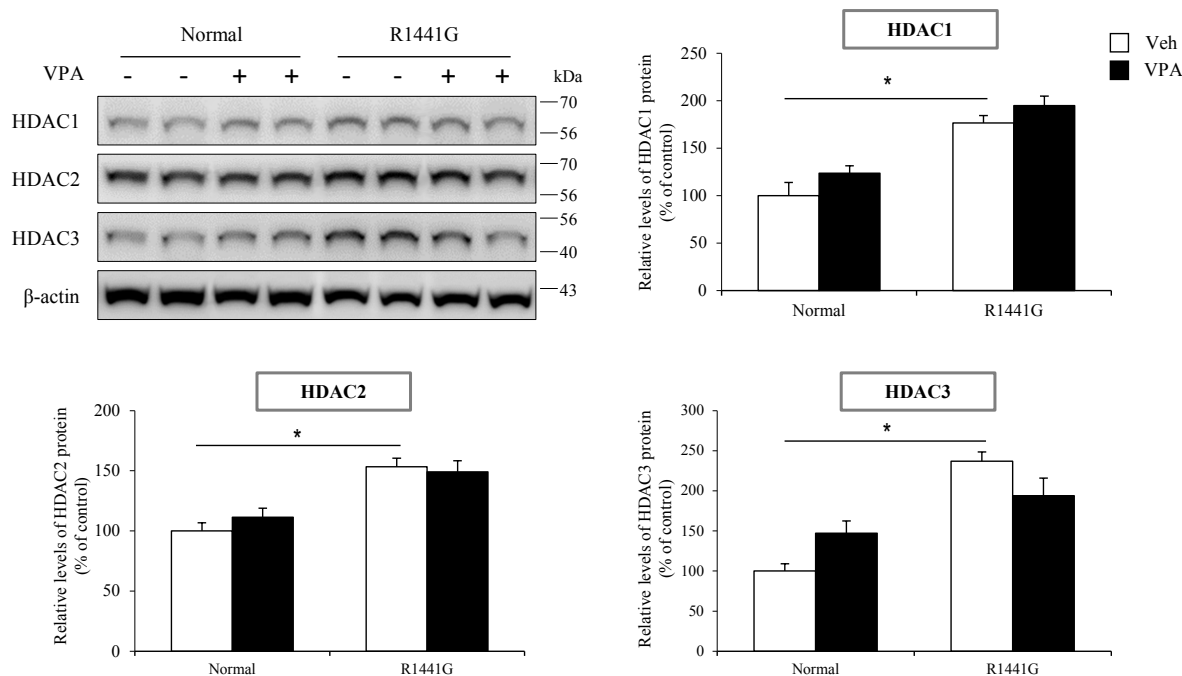 Normal R1441G
VPA - - + + - - + + kDa
HDAC1
70
56
HDAC2
70
56
HDAC3
56
40
β-actin
43
HDAC1
Veh
VPA
Relative levels of HDAC1 protein
(% of control)
250
200
150
100
50
0
*
Normal R1441G
HDAC2
Relative levels of HDAC2 protein
(% of control)
200
150
100
50
0
*
Normal R1441G
HDAC3
Relative levels of HDAC3 protein
(% of control)
300
250
200
150
100
50
0
*
Normal R1441G